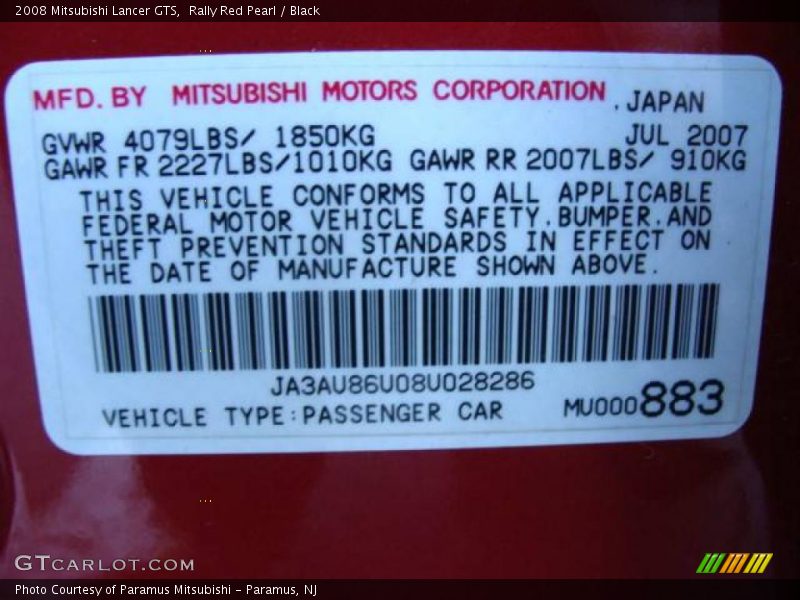 2008 Mitsubishi Lancer GTS,  Rally Red Pearl / Black
MFD. BY MITSUBISHI MOTORS CORPORATION .JAPAN
GVWR 4079LBS/ 1850KG JUL 2007
GAWR FR 2227LBS/1010KG GAWR RR 2007LBS/ 910KG
THIS VEHICLE CONFORMS TO ALL APPLICABLE
FEDERAL MOTOR VEHICLE SAFETY.BUMPER.AND
THEFT PREVENTION STANDARDS IN EFFECT ON
THE DATE OF MANUFACTURE SHOWN ABOVE.
JA3AU86U08U028286
VEHICLE TYPE:PASSENGER CAR MU000883
GTCARLOT.COM
Photo Courtesy of Paramus Mitsubishi - Paramus, NJ